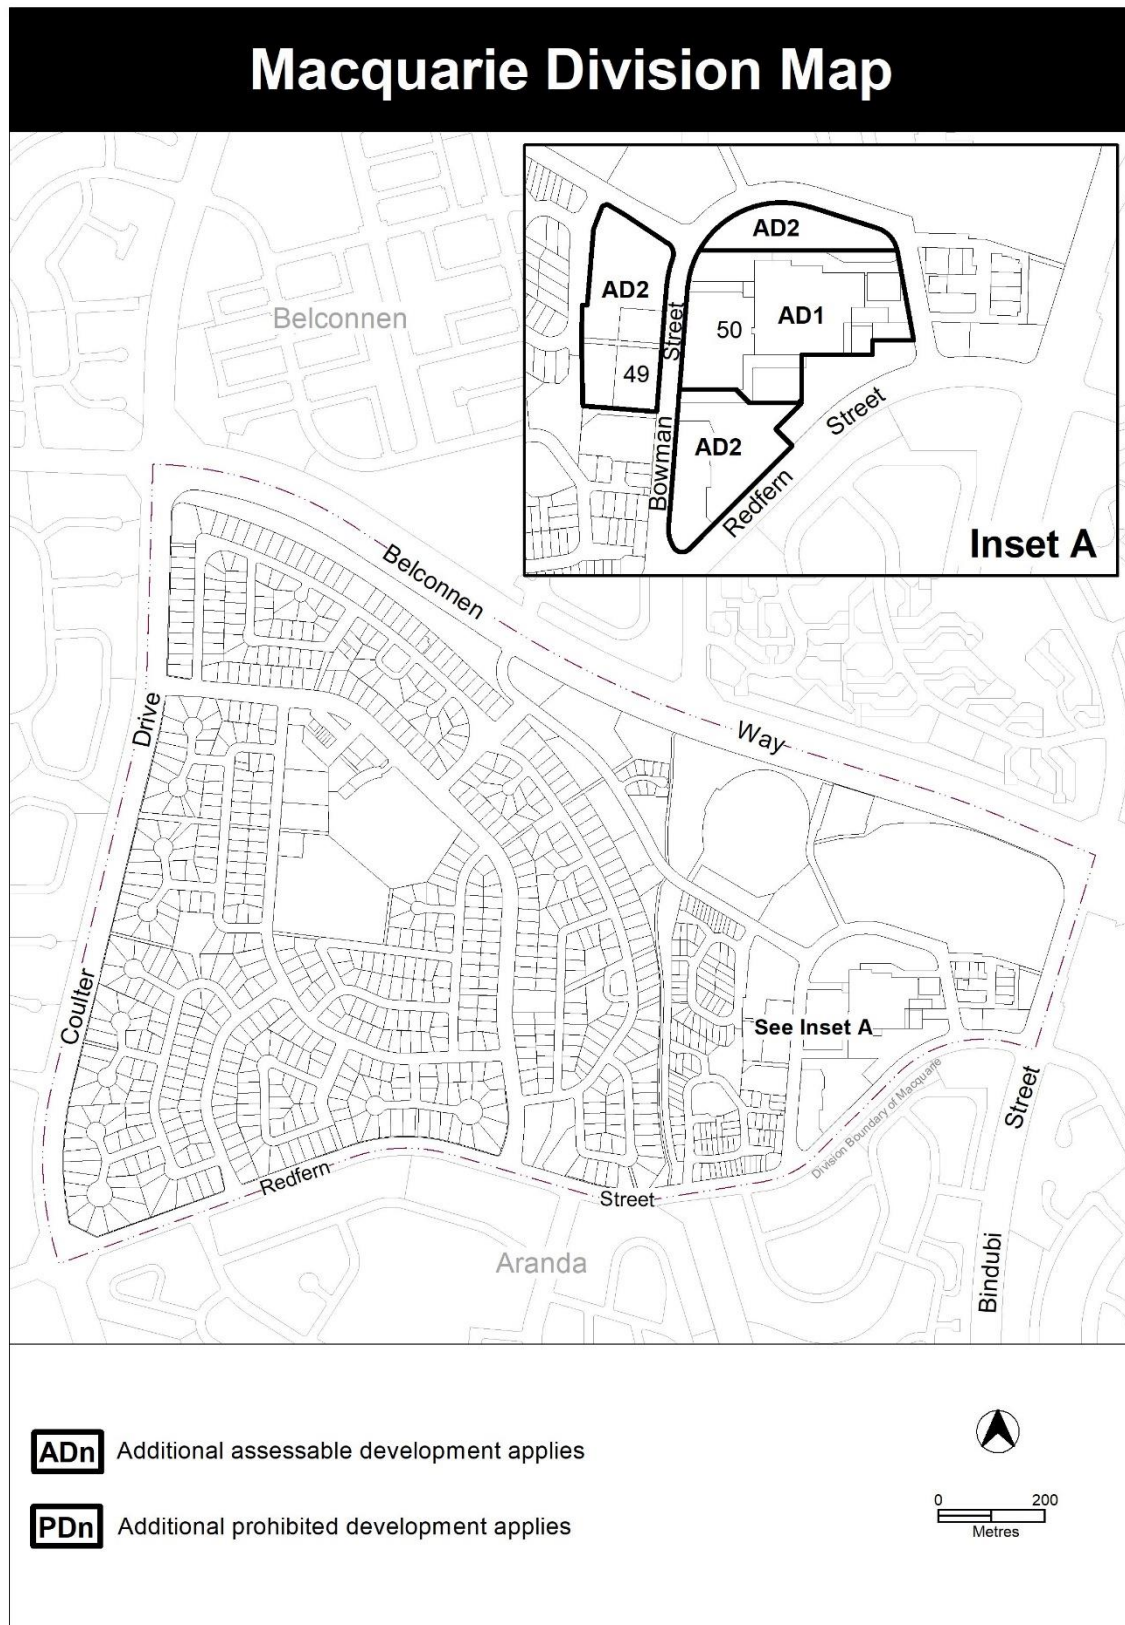 Macquarie Division Map
Belconnen
AD2
AD2
AD1
50
49
AD2
Bowman
Street
Redfern
Street
Inset A
Belconnen
Way
Drive
Coulter
See Inset A
Division Boundary of Macquarie
Street
Redfern
Street
Aranda
Bindubi
ADn Additional assessable development applies
PDn Additional prohibited development applies
0 200
Metres